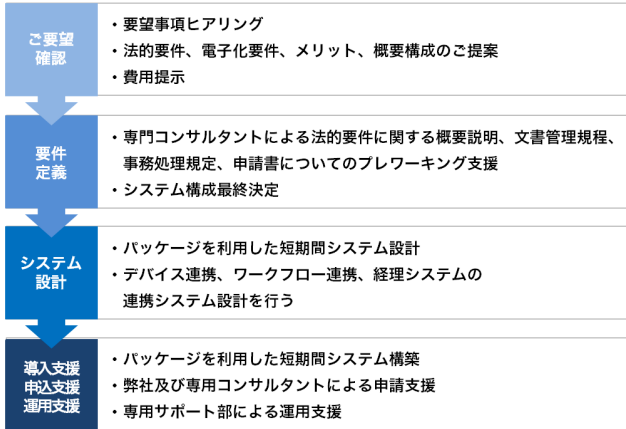 ご要望
確認
・要望事項ヒアリング
・法的要件、電子化要件、メリット、概要構成のご提案
・費用提示
要件
定義
・専門コンサルタントによる法的要件に関する概要説明、文書管理規程、
事務処理規定、申請書についてのプレワーキング支援
・システム構成最終決定
システム
設計
・パッケージを利用した短期間システム設計
・デバイス連携、ワークフロー連携、経理システムの
連携システム設計を行う
導入支援
申込支援
運用支援
・パッケージを利用した短期間システム構築
・弊社及び専用コンサルタントによる申請支援
・専用サポート部による運用支援